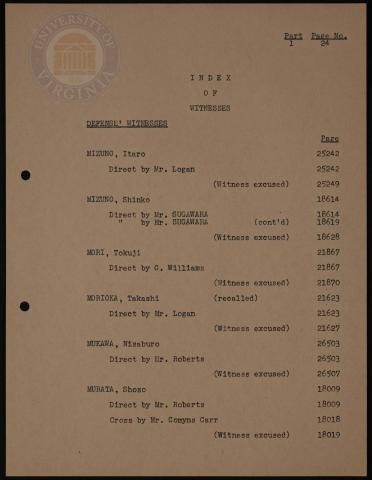 UNIVERSITY OF VIRGINIA
Part Page No.
1 24
INDEX
OF
WITNESSES
DEFENSE' WITNESSES
Page
MIZUNO, Itaro 25242
Direct by Mr. Logan 25242
(Witness excused) 25249
MIZUNO, Shinko 18614
Direct by Mr. SUGAWARA 18614
" by Mr. SUGAWARA (cont'd) 18619
(Witness excused) 18628
MORI, Tokuji 21867
Direct by C. Williams 21867
(Witness excused) 21870
MORIOKA, Takashi (recalled) 21623
Direct by Mr. Logan 21623
(Witness excused) 21627
MUKAWA, Nisaburo 26503
Direct by Mr. Roberts 26503
(Witness excused) 26507
MURATA, Shozo 18009
Direct by Mr. Roberts 18009
Cross by Mr. Comyns Carr 18018
(Witness excused) 18019